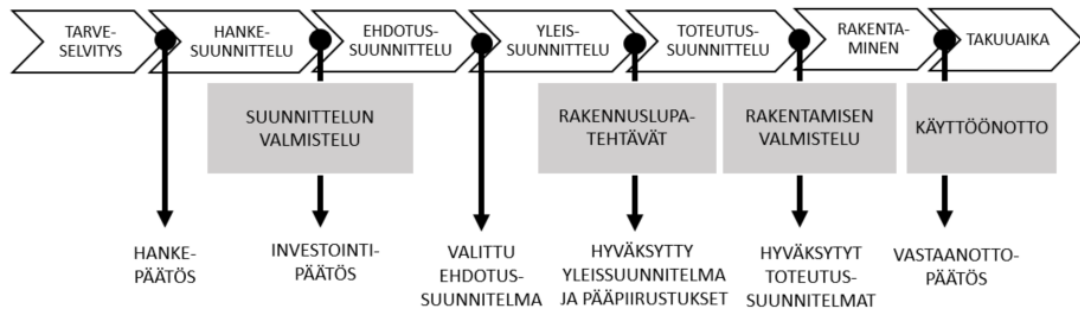 TARVE-
SELVITYS
HANKE-
SUUNNITTELU
EHDOTUS-
SUUNNITTELU
YLEIS-
SUUNNITTELU
TOTEUTUS-
SUUNNITTELU
RAKENTA-
MINEN
TAKUUAIKA
SUUNNITTELUN
VALMISTELU
RAKENNUSLUPA-
TEHTÄVÄT
RAKENTAMISEN
VALMISTELU
KÄYTTÖÖNOTTO
HANKE-
PÄÄTÖS
INVESTOINTI-
PÄÄTÖS
VALITTU
EHDOTUS-
SUUNNITELMA
HYVÄKSYTTY
YLEISSUUNNITELMA
JA PÄÄPIIRUSTUKSET
HYVÄKSYTYT
TOTEUTUS-
SUUNNITELMAT
VASTAANOTTO-
PÄÄTÖS